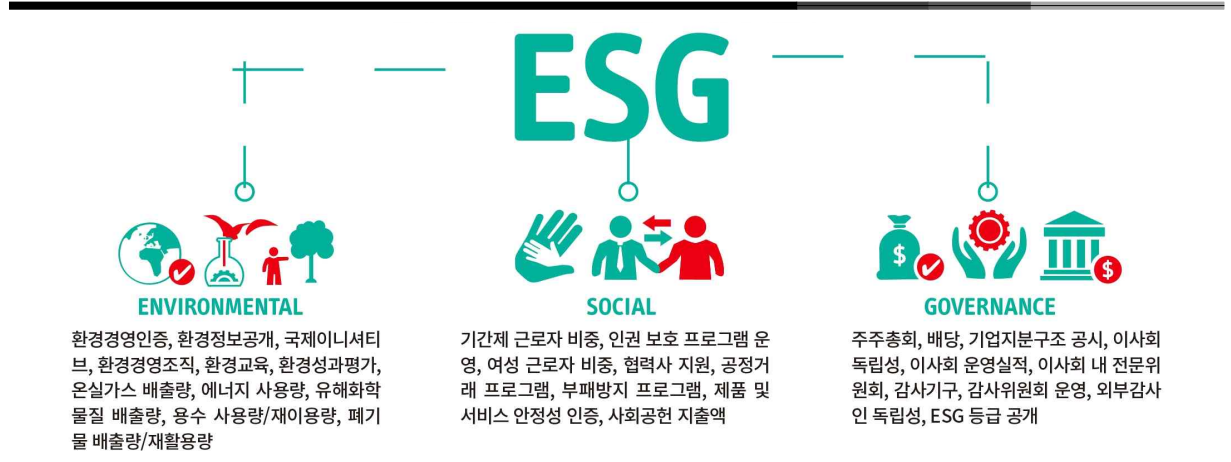 ESG
ENVIRONMENTAL
환경경영인증, 환경정보공개, 국제이니셔티
브, 환경경영조직, 환경교육, 환경성과평가,
온실가스 배출량, 에너지 사용량, 유해화학
물질 배출량, 용수 사용량/재이용량, 폐기
물 배출량/재활용량
SOCIAL
기간제 근로자 비중, 인권 보호 프로그램 운
영, 여성 근로자 비중, 협력사 지원, 공정거
래 프로그램, 부패방지 프로그램, 제품 및
서비스 안정성 인증, 사회공헌 지출액
$
$
GOVERNANCE
주주총회, 배당, 기업지분구조 공시, 이사회
독립성, 이사회 운영실적, 이사회 내 전문위
원회, 감사기구, 감사위원회 운영, 외부감사
인 독립성, ESG 등급 공개